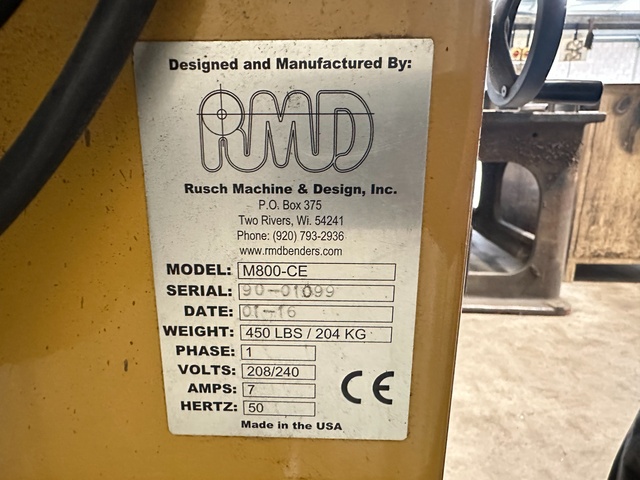 Designed and Manufactured By:
RMD
Rusch Machine & Design, Inc.
P.O. Box 375
Two Rivers, Wi. 54241
Phone: (920) 793-2936
www.rmdbenders.com
MODEL: M800-CE
SERIAL: 90-01099
DATE: 01-16
WEIGHT: 450 LBS / 204 KG
PHASE: 1
VOLTS: 208/240
AMPS: 7
HERTZ: 50
CE
Made in the USA